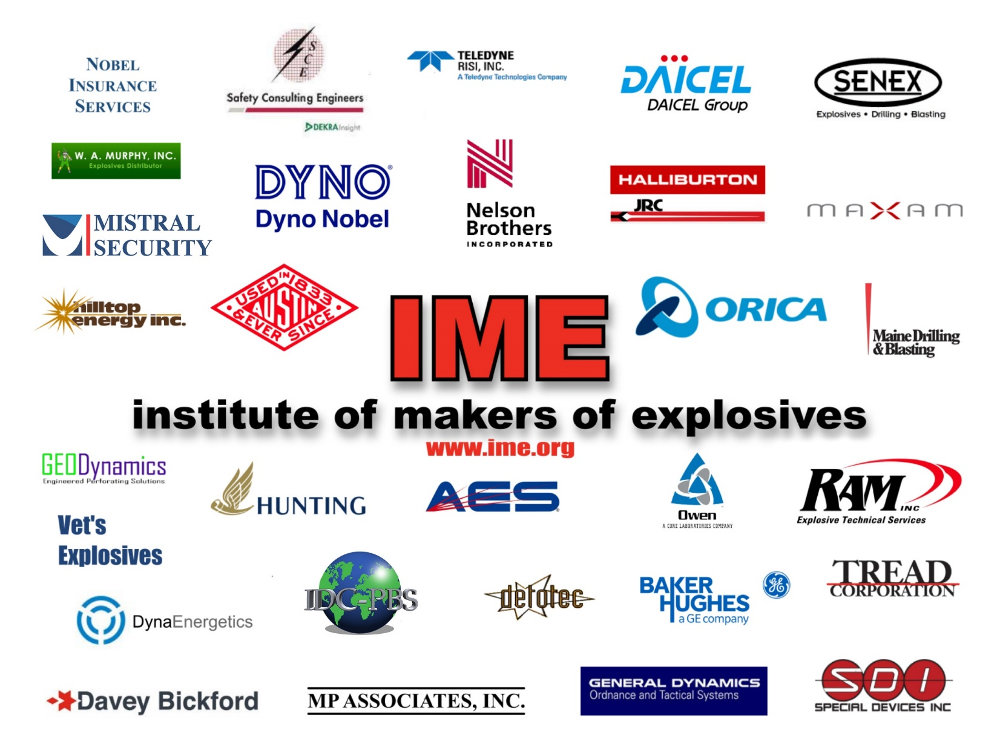 NOBEL
INSURANCE
SERVICES
S
C
E
Safety Consulting Engineers
DEKRA Insight
TELEDYNE
RISI, INC.
A Teledyne Technologies Company
DAICEL
DAICEL Group
SENEX
Explosives • Drilling • Blasting
W. A. MURPHY, INC.
Explosives Distributor
DYNO®
Dyno Nobel
N
Nelson
Brothers
INCORPORATED
HALLIBURTON
JRC
MAXAM
MISTRAL
SECURITY
hilltop
energy inc.
USED IN 1833
AUSTIN
& EVER SINCE
IME
ORICA
Maine Drilling
& Blasting
institute of makers of explosives
www.ime.org
GEODynamics
Engineered Perforating Solutions
HUNTING
AES
Owen
A CORE LABORATORIES COMPANY
RAM INC
Explosive Technical Services
Vet's
Explosives
IDC-PBS
detotec
BAKER
HUGHES
a GE company
GE
TREAD
CORPORATION
DynaEnergetics
Davey Bickford
MP ASSOCIATES, INC.
GENERAL DYNAMICS
Ordnance and Tactical Systems
SDI
SPECIAL DEVICES INC